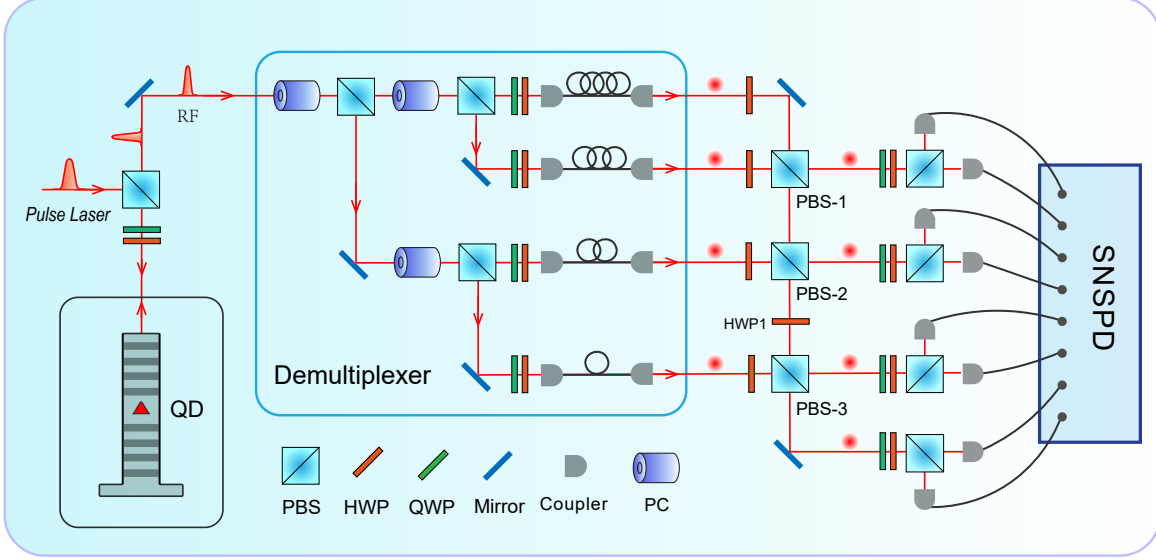 RF
Pulse Laser
PBS-1
PBS-2
HWP1
PBS-3
QD
Demultiplexer
SNSPD
PBS
HWP
QWP
Mirror
Coupler
PC